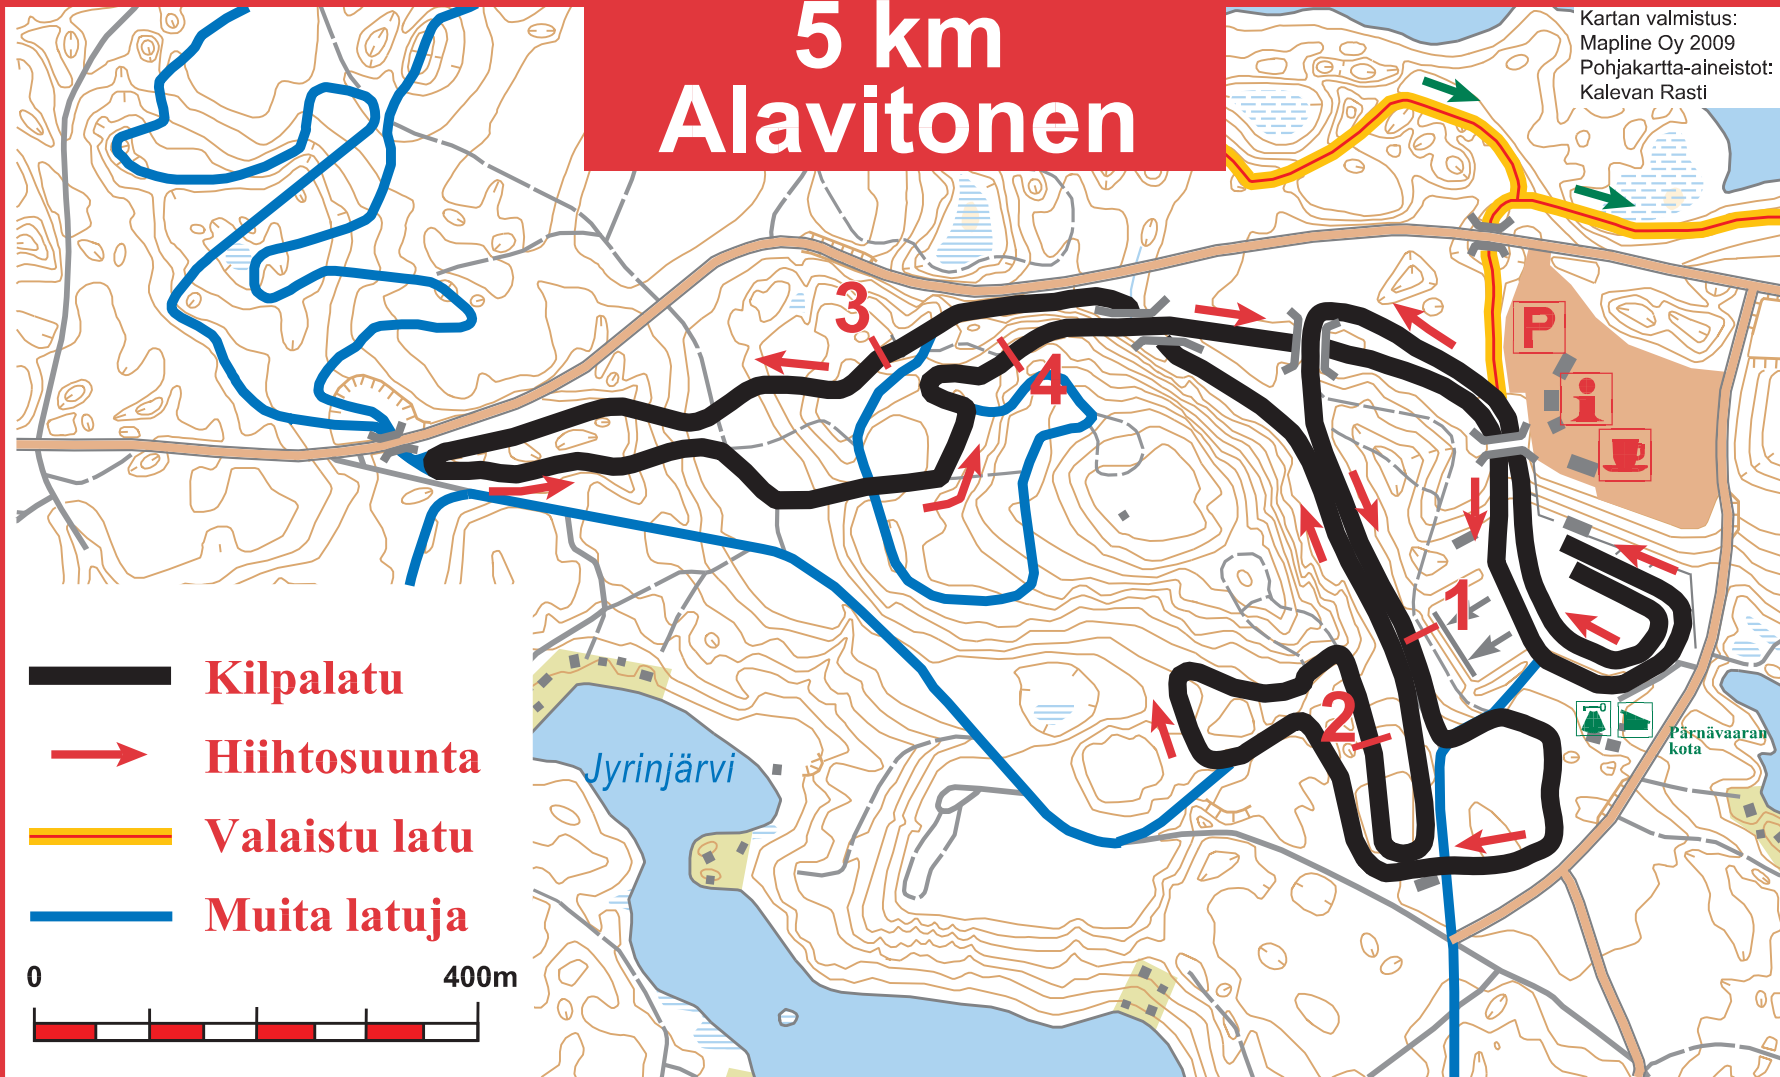 5 km
Alavitonen
Kartan valmistus:
Mapline Oy 2009
Pohjakartta-aineistot:
Kalevan Rasti
3
4
P
i
1
2
Pärnävaaran
kota
Jyrinjärvi
Kilpalatu
Hiihtosuunta
Valaistu latu
Muita latuja
0 400m